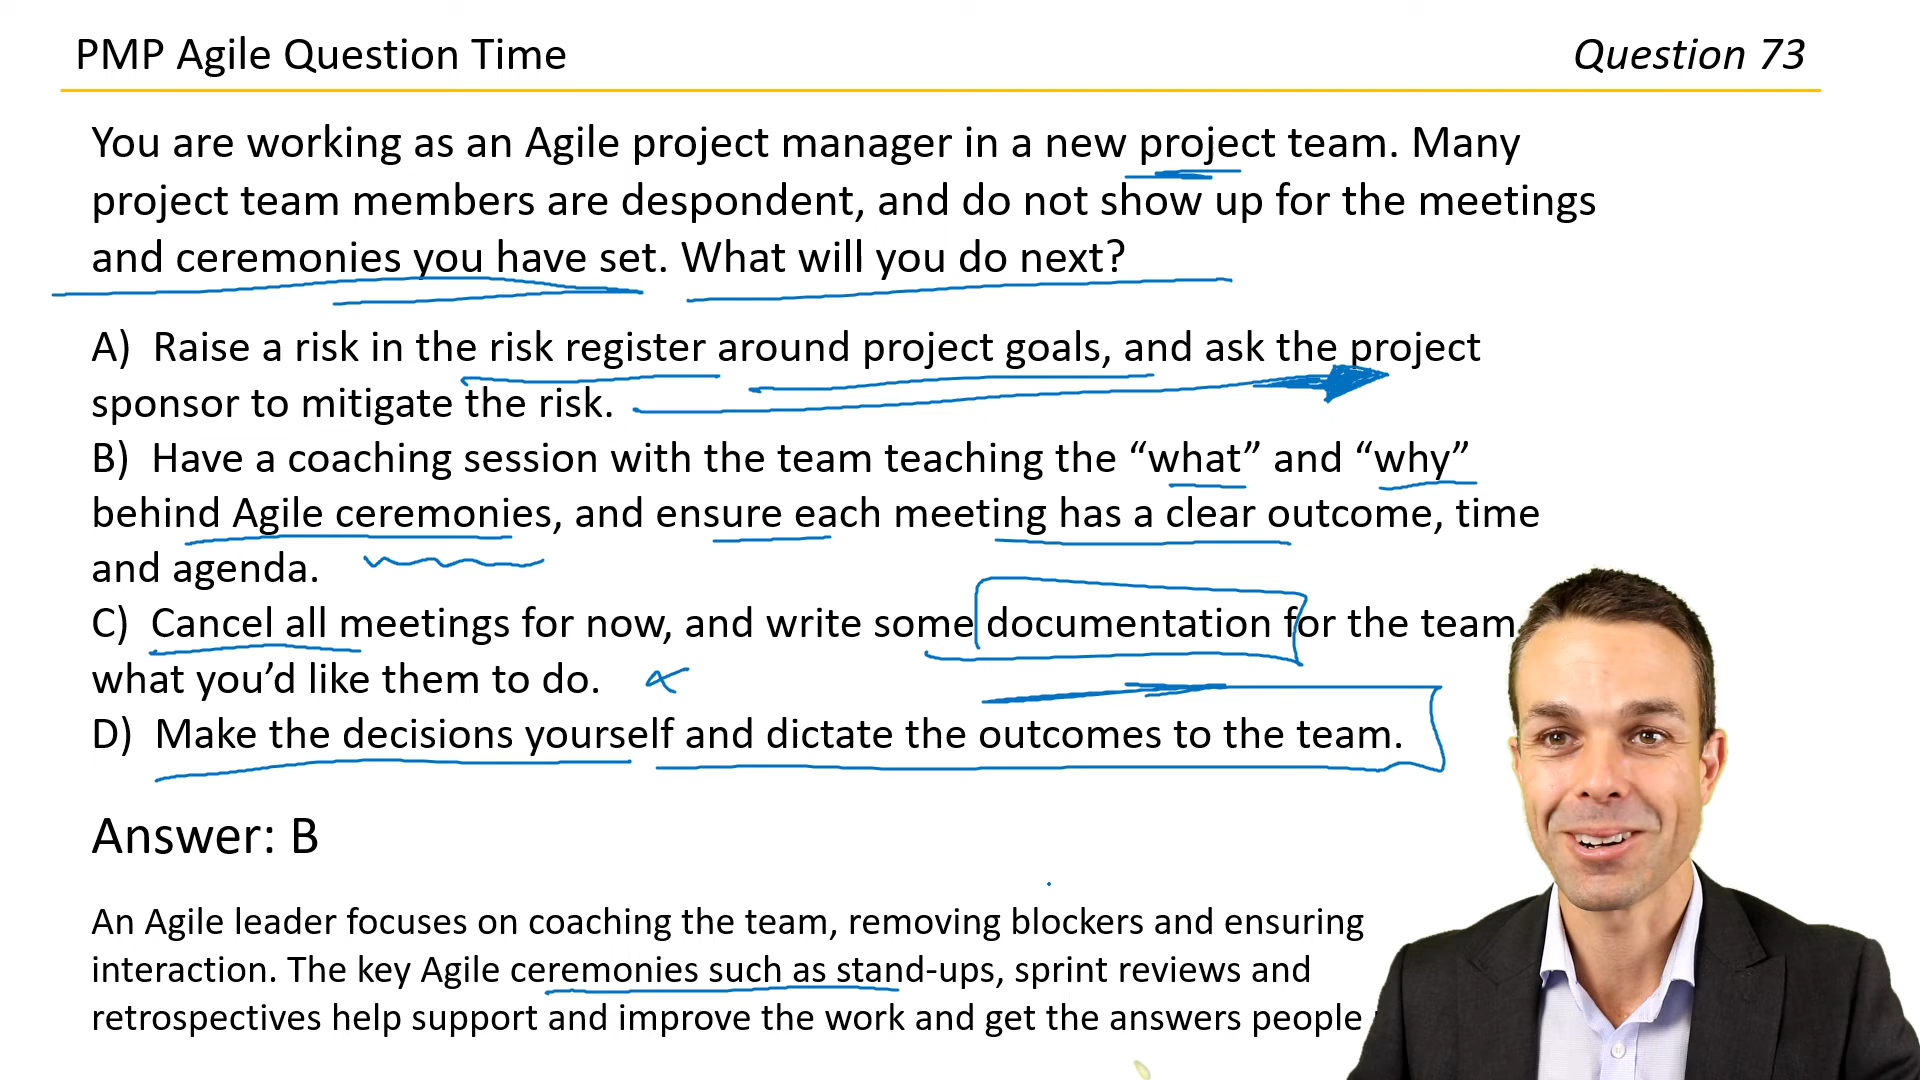 PMP Agile Question Time
Question 73
You are working as an Agile project manager in a new project team. Many
project team members are despondent, and do not show up for the meetings
and ceremonies you have set. What will you do next?
A) Raise a risk in the risk register around project goals, and ask the project
sponsor to mitigate the risk.
B) Have a coaching session with the team teaching the “what” and “why”
behind Agile ceremonies, and ensure each meeting has a clear outcome, time
and agenda.
C) Cancel all meetings for now, and write some documentation for the team
what you’d like them to do.
D) Make the decisions yourself and dictate the outcomes to the team.
Answer: B
An Agile leader focuses on coaching the team, removing blockers and ensuring
interaction. The key Agile ceremonies such as stand-ups, sprint reviews and
retrospectives help support and improve the work and get the answers people